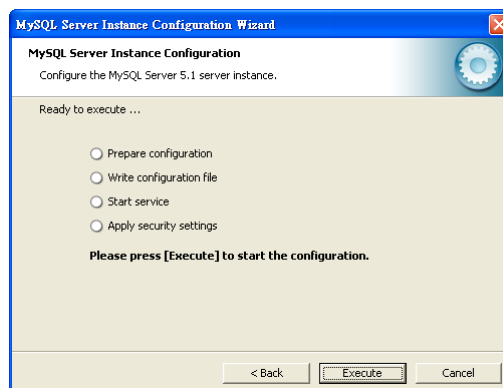 MySQL Server Instance Configuration Wizard
MySQL Server Instance Configuration
Configure the MySQL Server 5.1 server instance.
Ready to execute ...
Prepare configuration
Write configuration file
Start service
Apply security settings
Please press [Execute] to start the configuration.
< Back
Execute
Cancel